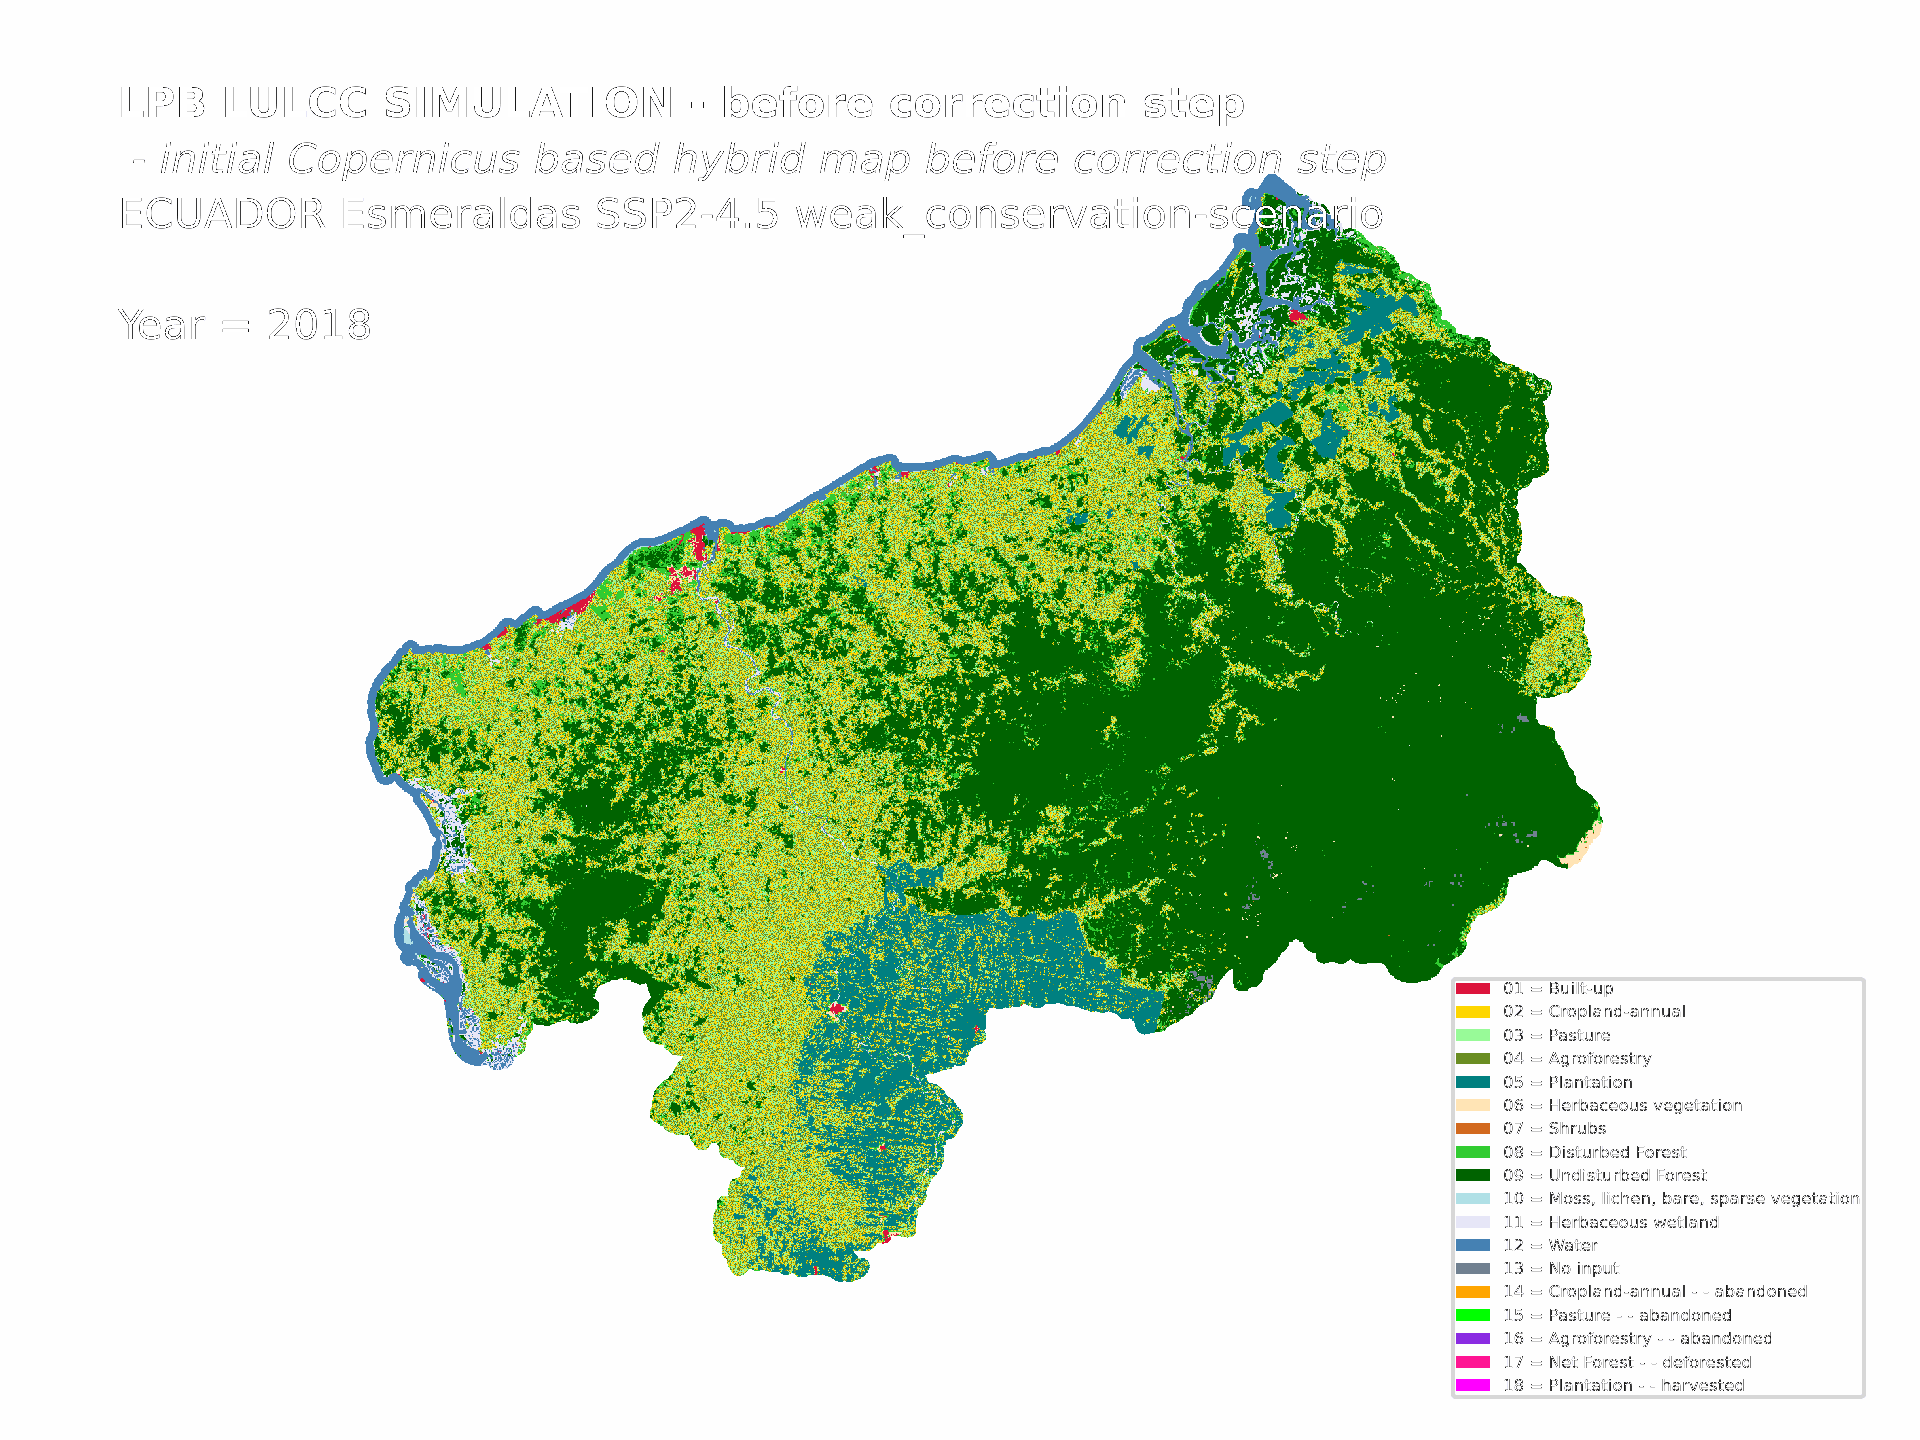 LPB LULCC SIMULATION - before correction step
- initial Copernicus based hybrid map before correction step
ECUADOR Esmeraldas SSP2-4.5 weak_conservation-scenario
Year = 2018
01 = Built-up
02 = Cropland-annual
03 = Pasture
04 = Agroforestry
05 = Plantation
06 = Herbaceous vegetation
07 = Shrubs
08 = Disturbed Forest
09 = Undisturbed Forest
10 = Moss, lichen, bare, sparse vegetation
11 = Herbaceous wetland
12 = Water
13 = No input
14 = Cropland-annual - - abandoned
15 = Pasture - - abandoned
16 = Agroforestry - - abandoned
17 = Net Forest - - deforested
18 = Plantation - - harvested